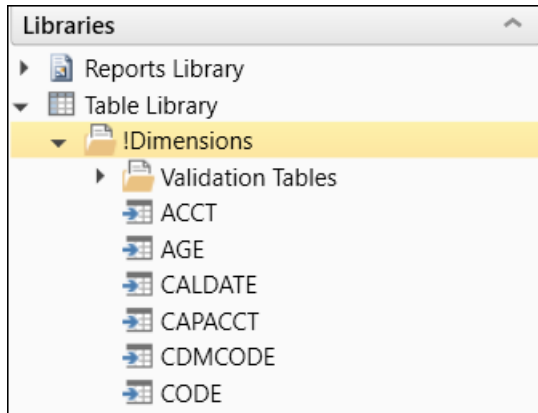 Libraries
Reports Library
Table Library
!Dimensions
Validation Tables
ACCT
AGE
CALDATE
CAPACCT
CDMCODE
CODE